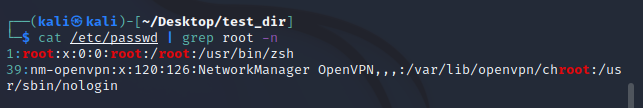 ┌──(kali㉿kali)-[~/Desktop/test_dir]
└─$ cat /etc/passwd | grep root -n
1:root:x:0:0:root:/root:/usr/bin/zsh
39:nm-openvpn:x:120:126:NetworkManager OpenVPN,,,:/var/lib/openvpn/chroot:/us
r/sbin/nologin